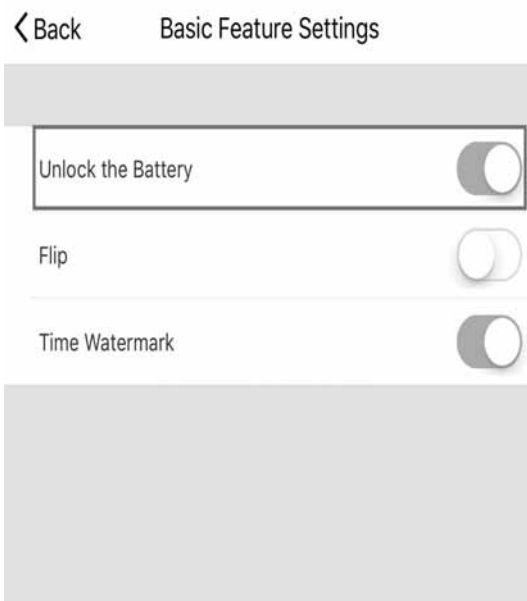 Back Basic Feature Settings
Unlock the Battery
Flip
Time Watermark